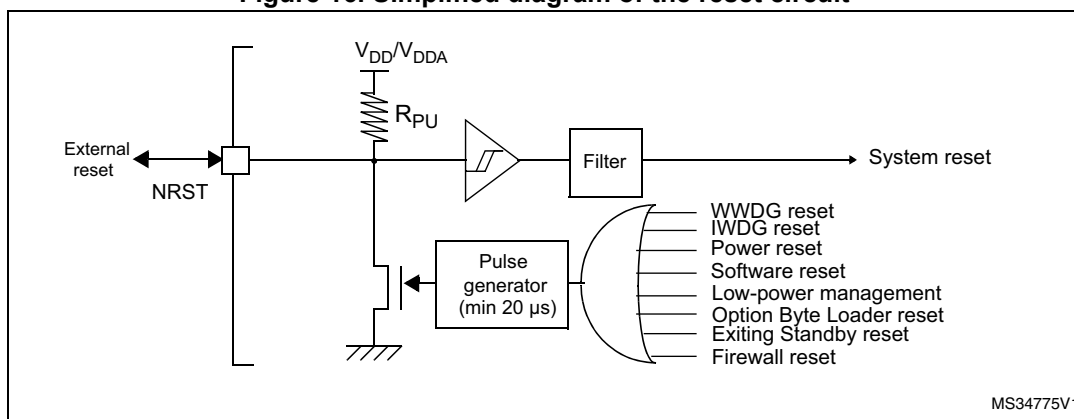 Figure 16. Simplified diagram of the reset circuit
VDD/VDDA
RPU
External
reset
NRST
Filter
System reset
Pulse
generator
(min 20 µs)
WWDG reset
IWDG reset
Power reset
Software reset
Low-power management
Option Byte Loader reset
Exiting Standby reset
Firewall reset
MS34775V1